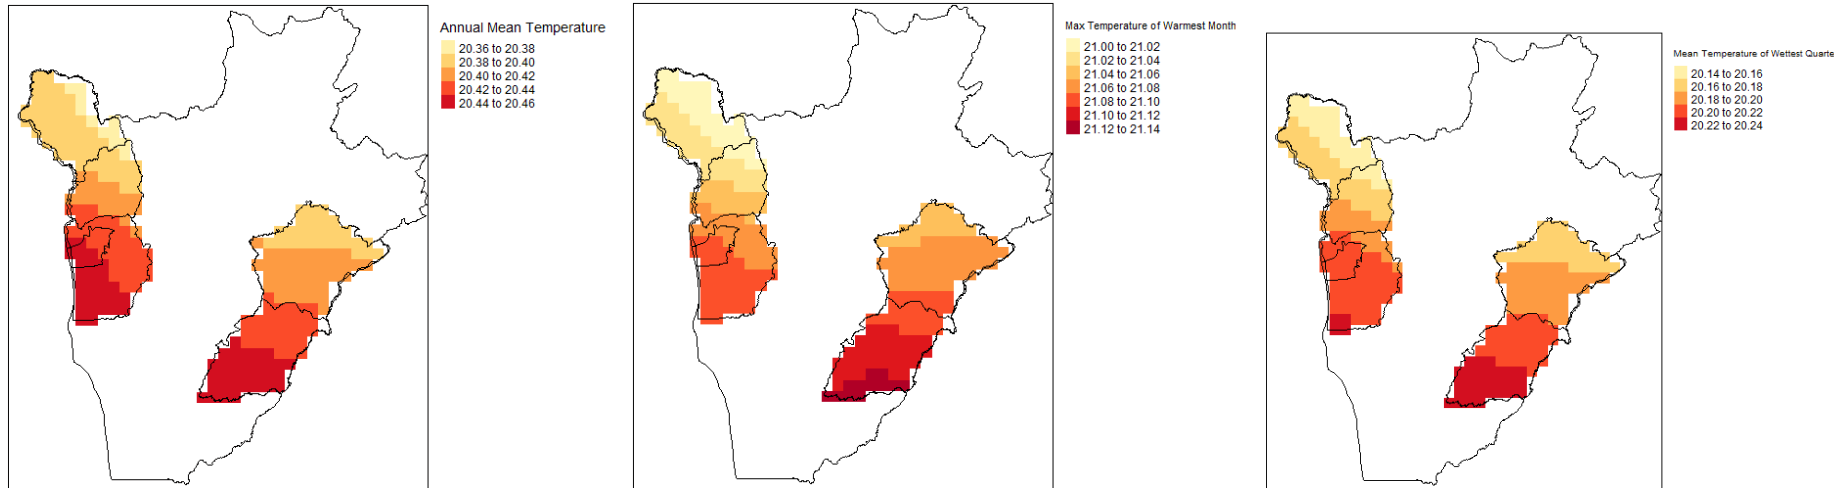 Annual Mean Temperature
20.36 to 20.38
20.38 to 20.40
20.40 to 20.42
20.42 to 20.44
20.44 to 20.46
Max Temperature of Warmest Month
21.00 to 21.02
21.02 to 21.04
21.04 to 21.06
21.06 to 21.08
21.08 to 21.10
21.10 to 21.12
21.12 to 21.14
Mean Temperature of Wettest Quarte
20.14 to 20.16
20.16 to 20.18
20.18 to 20.20
20.20 to 20.22
20.22 to 20.24